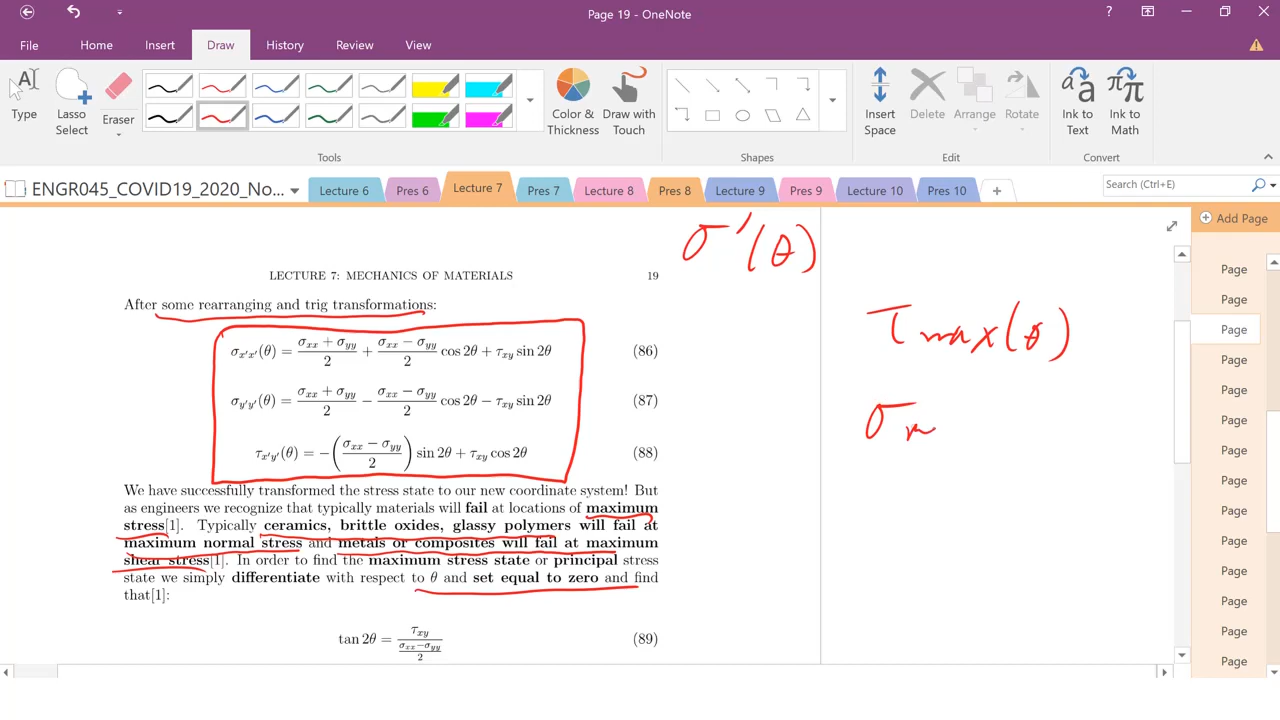 Page 19 - OneNote
?
File Home Insert Draw History Review View
Type Lasso Select Eraser Color & Thickness Draw with Touch Insert Space Delete Arrange Rotate Ink to Text Ink to Math
Tools Shapes Edit Convert
ENGR045_COVID19_2020_No... Lecture 6 Pres 6 Lecture 7 Pres 7 Lecture 8 Pres 8 Lecture 9 Pres 9 Lecture 10 Pres 10 + Search (Ctrl+E)
Add Page
σ'(θ)
LECTURE 7: MECHANICS OF MATERIALS 19
After some rearranging and trig transformations:
σx'x'(θ) = (σxx + σyy)/2 + (σxx − σyy)/2 cos 2θ + τxy sin 2θ (86)
σy'y'(θ) = (σxx + σyy)/2 − (σxx − σyy)/2 cos 2θ − τxy sin 2θ (87)
τx'y'(θ) = −((σxx − σyy)/2) sin 2θ + τxy cos 2θ (88)
We have successfully transformed the stress state to our new coordinate system! But
as engineers we recognize that typically materials will fail at locations of maximum
stress[1]. Typically ceramics, brittle oxides, glassy polymers will fail at
maximum normal stress and metals or composites will fail at maximum
shear stress[1]. In order to find the maximum stress state or principal stress
state we simply differentiate with respect to θ and set equal to zero and find
that[1]:
tan 2θ = τxy/((σxx−σyy)/2) (89)
τmax(θ)
σm
Page
Page
Page
Page
Page
Page
Page
Page
Page
Page
Page
Page
Page
Page